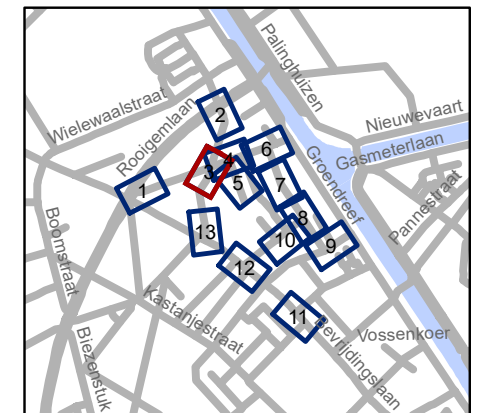 Palinghuizen
Nieuwevaart
Wielewaalstraat
Rooigemlaan
Gasmeterlaan
Groendreef
Pannestraat
Boomstraat
Kastanjestraat
Biezenstuk
Bevrijdingslaan
Vossenkoer
1
2
3
4
5
6
7
8
9
10
11
12
13